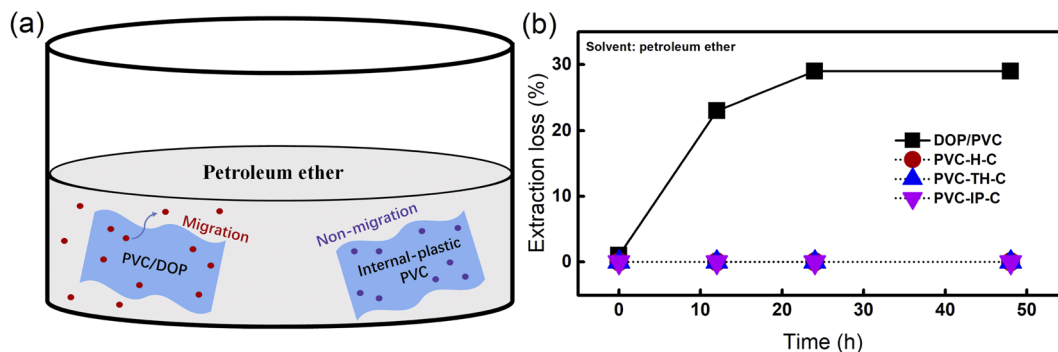 (a)
Petroleum ether
Migration
PVC/DOP
Non-migration
Internal-plastic
PVC
(b)
Solvent: petroleum ether
Extraction loss (%)
30
20
10
0
DOP/PVC
PVC-H-C
PVC-TH-C
PVC-IP-C
0
10
20
30
40
50
Time (h)